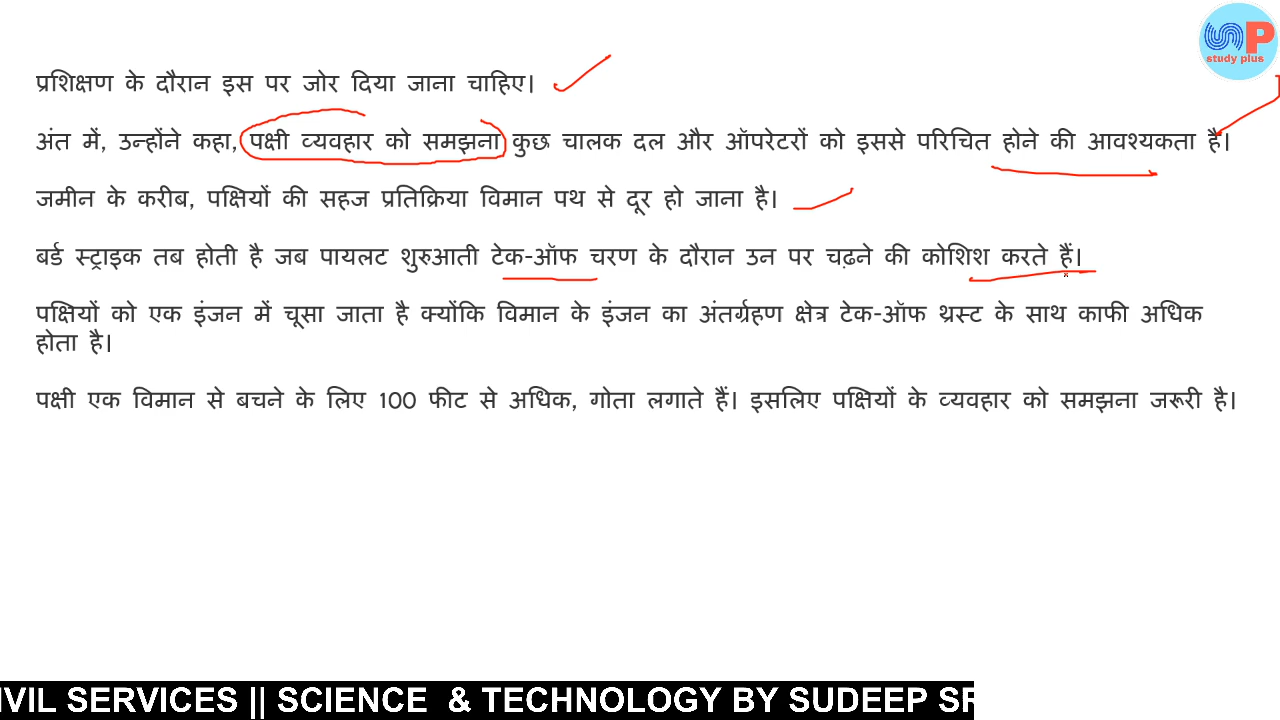 SP
study plus
प्रशिक्षण के दौरान इस पर जोर दिया जाना चाहिए।
अंत में, उन्होंने कहा, पक्षी व्यवहार को समझना कुछ चालक दल और ऑपरेटरों को इससे परिचित होने की आवश्यकता है।
जमीन के करीब, पक्षियों की सहज प्रतिक्रिया विमान पथ से दूर हो जाना है।
बर्ड स्ट्राइक तब होती है जब पायलट शुरुआती टेक-ऑफ चरण के दौरान उन पर चढ़ने की कोशिश करते हैं।
पक्षियों को एक इंजन में चूसा जाता है क्योंकि विमान के इंजन का अंतर्ग्रहण क्षेत्र टेक-ऑफ थ्रस्ट के साथ काफी अधिक
होता है।
पक्षी एक विमान से बचने के लिए 100 फीट से अधिक, गोता लगाते हैं। इसलिए पक्षियों के व्यवहार को समझना जरूरी है।
IVIL SERVICES || SCIENCE & TECHNOLOGY BY SUDEEP SR